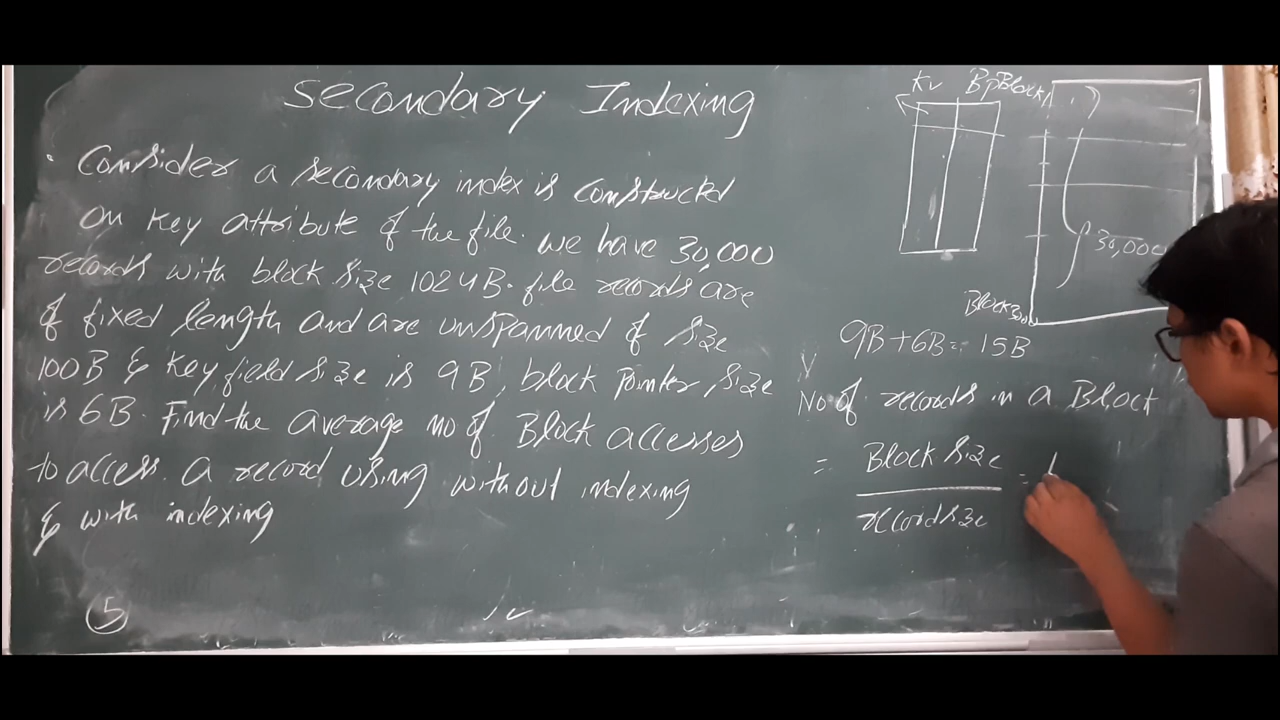 Secondary Indexing
• Consider a secondary index is constructed
on key attribute of the file. we have 30,000
records with block size 1024B. file records are
of fixed length and are unspanned of size
100B & key field size is 9B, block pointer size
is 6B. Find the average no of Block accesses
to access a record using without indexing
& with indexing
5
Kv Bp
Block1
30,000
9B+6B= 15B
No of records in a Block
= Block size
record size
=